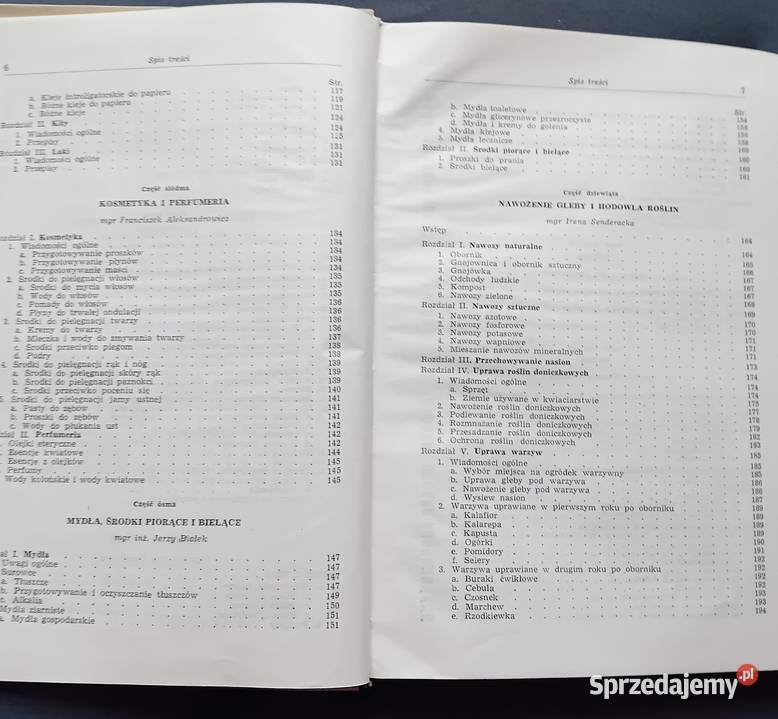 6 Spis treści
Str.
a. Kleje introligatorskie do papieru 117
b. Różne kleje do papieru 119
c. Różne kleje 121
Rozdział II. Kity 124
1. Wiadomości ogólne 124
2. Przepisy 125
Rozdział III. Laki 131
1. Wiadomości ogólne 131
2. Przepisy 131
Część siódma
KOSMETYKA I PERFUMERIA
mgr Franciszek Aleksandrowicz
ozdział I. Kosmetyka 134
1. Wiadomości ogólne 134
a. Przygotowywanie proszków 134
b. Przygotowywanie płynów 134
c. Przygotowywanie maści 134
2. Środki do pielęgnacji włosów 135
a. Środki do mycia włosów 135
b. Wody do włosów 135
c. Pomady do włosów 136
d. Płyny do trwałej ondulacji 136
3. Środki do pielęgnacji twarzy 136
a. Kremy do twarzy 136
b. Mleczka i wody do zmywania twarzy 137
c. Środki przeciwko piegom 138
d. Pudry 138
4. Środki do pielęgnacji rąk i nóg 139
a. Środki do pielęgnacji skóry rąk 139
b. Środki do pielęgnacji paznokci 139
c. Środki przeciwko poceniu się 140
5. Środki do pielęgnacji jamy ustnej 141
a. Pasty do zębów 141
b. Proszki do zębów 141
c. Wody do płukania ust 142
dział II. Perfumeria 142
Olejki eteryczne 142
Esencje kwiatowe 144
Esencje z olejków 145
Perfumy 145
Wody kolońskie i wody kwiatowe 145
Część ósma
MYDŁA, ŚRODKI PIORĄCE I BIELĄCE
mgr inż. Jerzy Białek
ał I. Mydła 147
Uwagi ogólne 147
Surowce 147
a. Tłuszcze 147
b. Przygotowywanie i oczyszczanie tłuszczów 149
c. Alkalia 150
Mydła ziarniste 151
a. Mydła gospodarskie 151
Spis treści 7
Str.
b. Mydła toaletowe 154
c. Mydła glicerynowe przezroczyste 156
d. Mydła i kremy do golenia 156
4. Mydła klejowe 158
5. Mydła lecznicze 160
Rozdział II. Środki piorące i bielące 160
1. Proszki do prania 160
2. Środki bielące 161
Część dziewiąta
NAWOŻENIE GLEBY I HODOWLA ROŚLIN
mgr Irena Senderacka
Wstęp 164
Rozdział I. Nawozy naturalne 164
1. Obornik 165
2. Gnojownica i obornik sztuczny 166
3. Gnojówka 167
4. Odchody ludzkie 167
5. Kompost 167
6. Nawozy zielone 168
Rozdział II. Nawozy sztuczne 169
1. Nawozy azotowe 170
2. Nawozy fosforowe 170
3. Nawozy potasowe 171
4. Nawozy wapniowe 171
5. Mieszanie nawozów mineralnych 171
Rozdział III. Przechowywanie nasion 173
Rozdział IV. Uprawa roślin doniczkowych 174
1. Wiadomości ogólne 174
a. Sprzęt 174
b. Ziemie używane w kwiaciarstwie 175
2. Nawożenie roślin doniczkowych 177
3. Podlewanie roślin doniczkowych 178
4. Rozmnażanie roślin doniczkowych 179
5. Przesadzanie roślin doniczkowych 182
6. Ochrona roślin doniczkowych 183
Rozdział V. Uprawa warzyw 185
1. Wiadomości ogólne 185
a. Wybór miejsca na ogródek warzywny 185
b. Uprawa gleby pod warzywa 186
c. Nawożenie gleby pod warzywa 186
d. Wysiew nasion 187
2. Warzywa uprawiane w pierwszym roku po oborniku 189
a. Kalafior 189
b. Kalarepa 189
c. Kapusta 189
d. Ogórki 190
e. Pomidory 191
f. Selery 192
3. Warzywa uprawiane w drugim roku po oborniku 192
a. Buraki ćwikłowe 192
b. Cebula 193
c. Czosnek 193
d. Marchew 193
e. Rzodkiewka 194
Sprzedajemy.pl